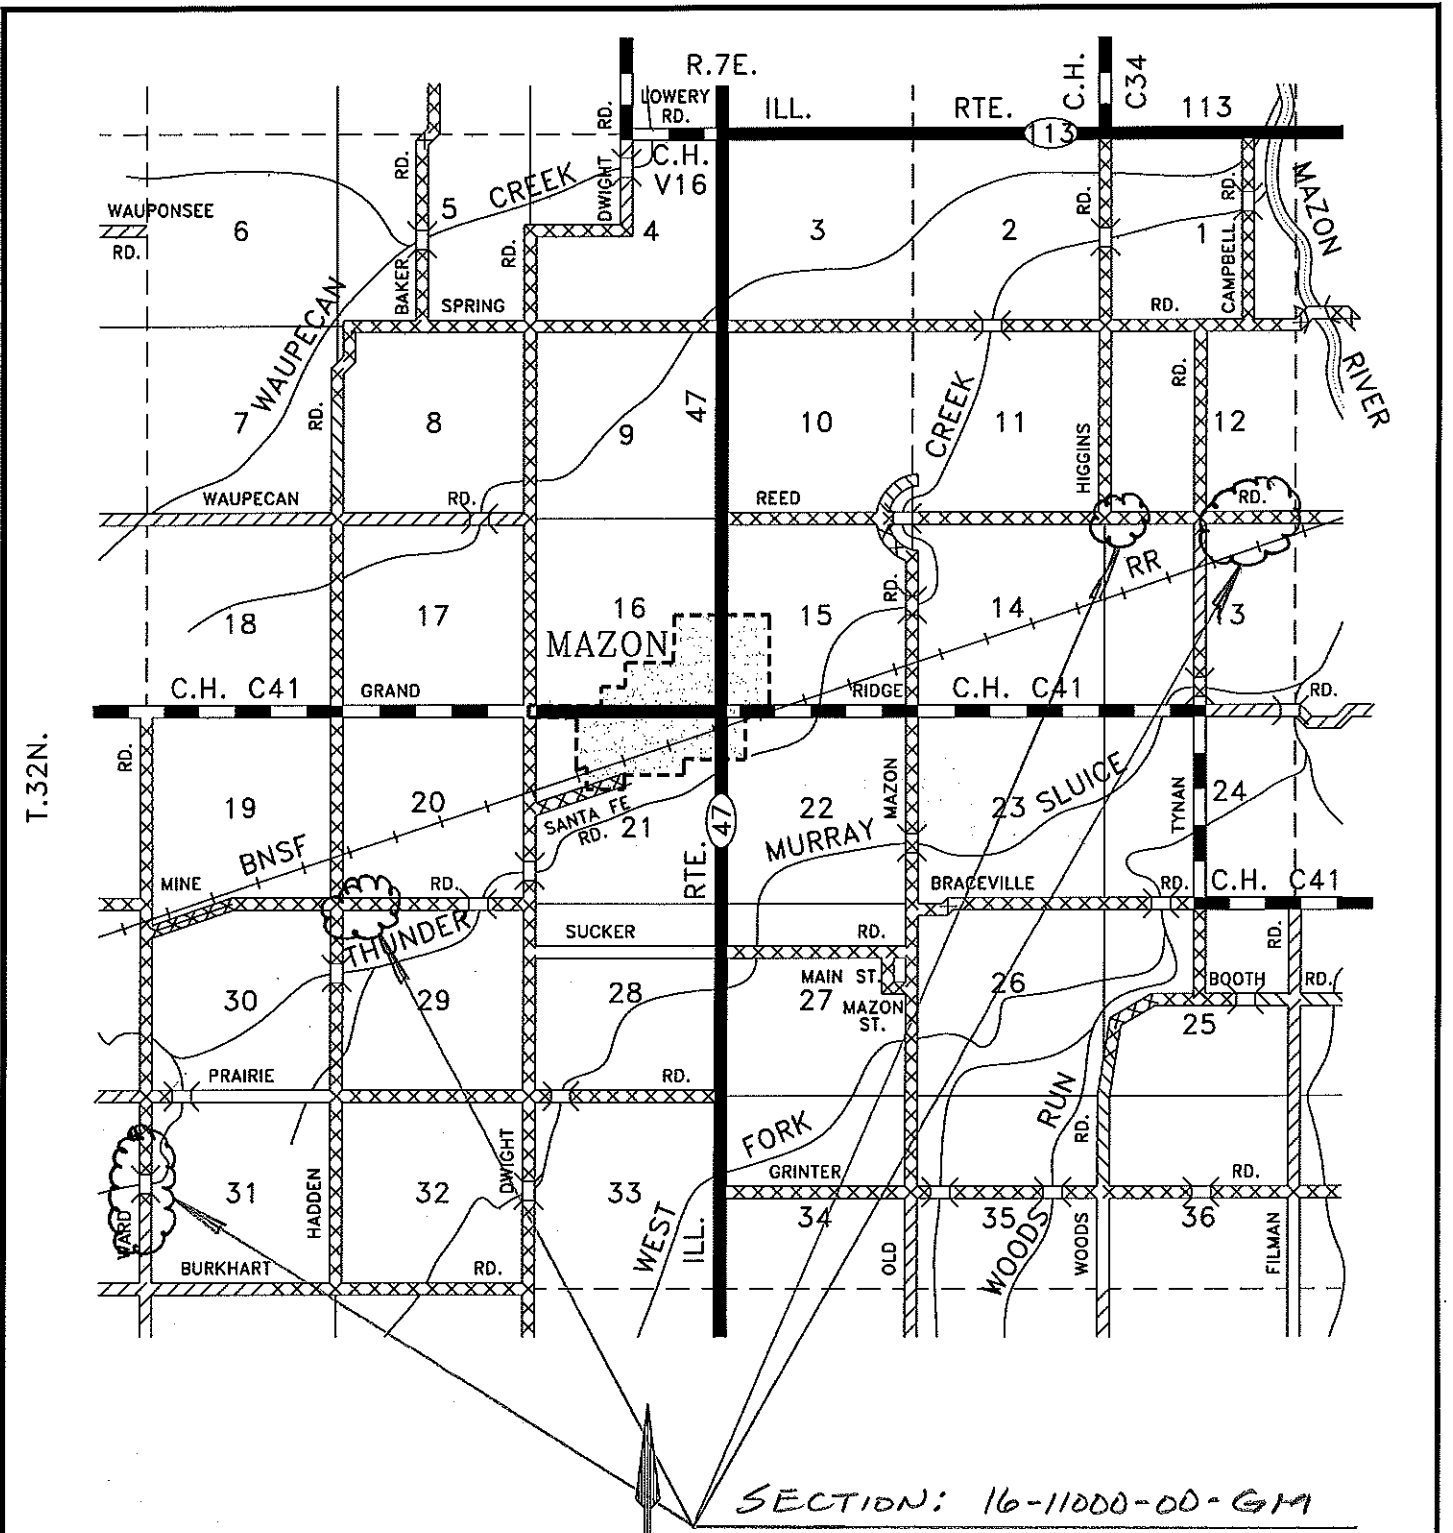 R.7E.
C.H.
C34
LOWERY
RD.
RD.
ILL.
RTE.
113
113
RD.
C.H.
V16
DWIGHT
CREEK
RD.
RD.
MAZON
WAUPONSEE
RD.
6
5
4
3
2
1
RD.
BAKER
SPRING
CAMPBELL
RD.
WAUPECAN
RIVER
RD.
47
RD.
7
8
9
10
CREEK
11
12
HIGGINS
WAUPECAN
RD.
REED
RD.
RR
RD.
18
17
16
15
14
13
MAZON
C.H. C41
GRAND
RIDGE
C.H. C41
RD.
T.32N.
RD.
19
20
SANTA FE
RD.
21
47
22
MAZON
23
SLUICE
TYNAN
24
BNSF
RTE.
MURRAY
MINE
RD.
BRACEVILLE
RD.
C.H. C41
THUNDER
SUCKER
RD.
RD.
30
29
28
MAIN ST.
27
MAZON
ST.
26
BOOTH
RD.
25
PRAIRIE
RD.
RUN
RD.
FORK
GRINTER
RD.
WARD
31
HADDEN
32
DWIGHT
33
WEST
ILL.
34
OLD
35
WOODS
WOODS
36
FILMAN
BURKHART
RD.
SECTION: 16-11000-00-GM